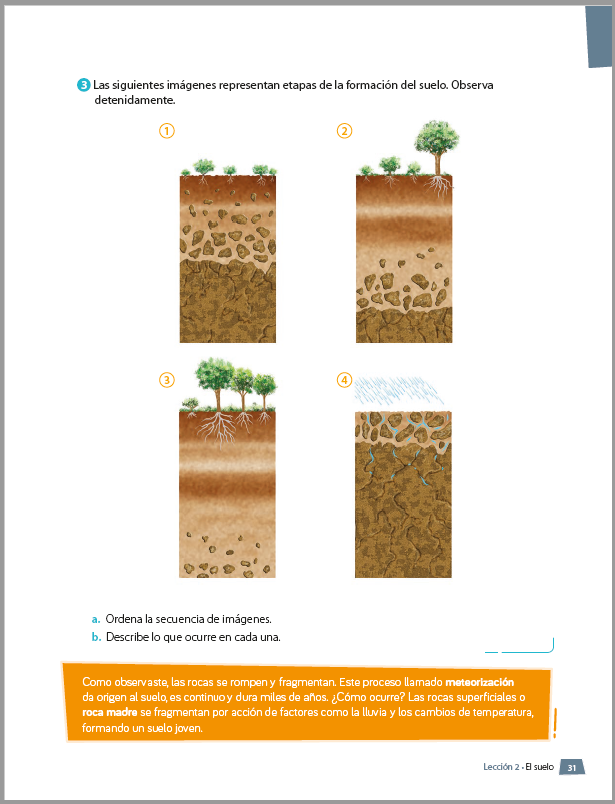 3 Las siguientes imágenes representan etapas de la formación del suelo. Observa
detenidamente.
1
2
3
4
a. Ordena la secuencia de imágenes.
b. Describe lo que ocurre en cada una.
Como observaste, las rocas se rompen y fragmentan. Este proceso llamado meteorización
da origen al suelo, es continuo y dura miles de años. ¿Cómo ocurre? Las rocas superficiales o
roca madre se fragmentan por acción de factores como la lluvia y los cambios de temperatura,
formando un suelo joven.
!
Lección 2 • El suelo 31